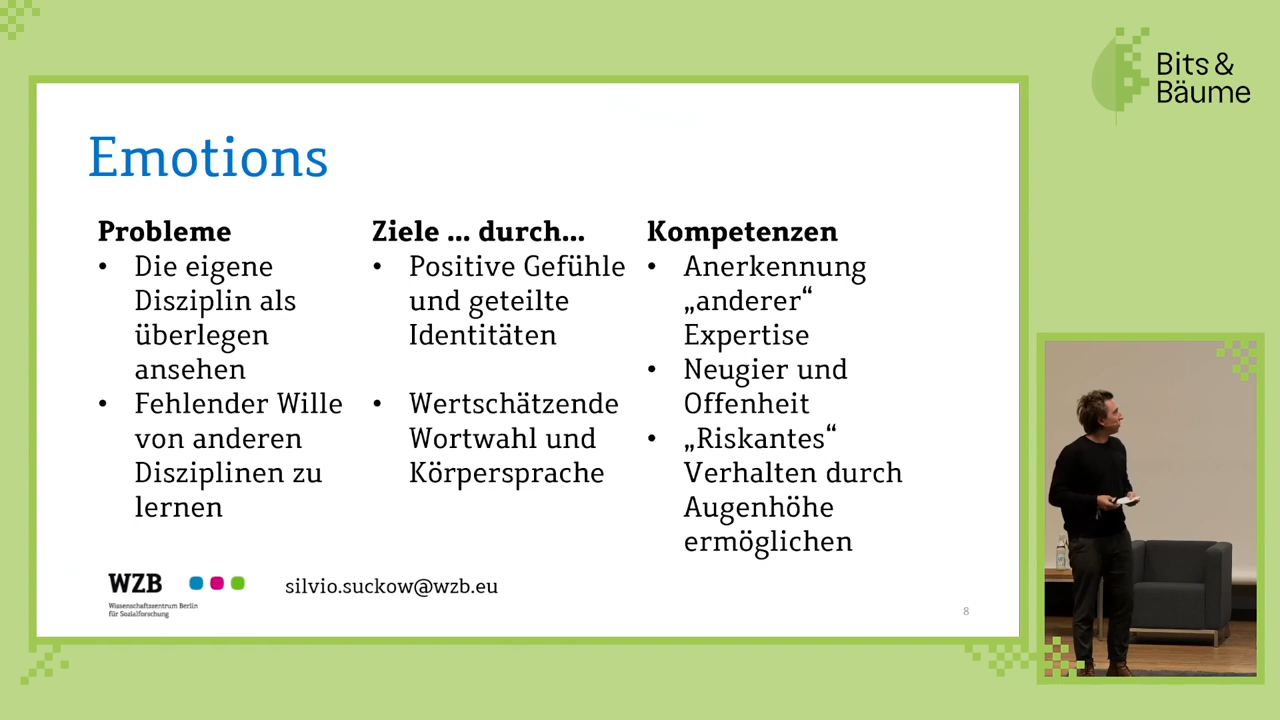 Bits &
Bäume
Emotions
Probleme
• Die eigene
Disziplin als
überlegen
ansehen
• Fehlender Wille
von anderen
Disziplinen zu
lernen
Ziele ... durch...
• Positive Gefühle
und geteilte
Identitäten
• Wertschätzende
Wortwahl und
Körpersprache
Kompetenzen
• Anerkennung
„anderer“
Expertise
• Neugier und
Offenheit
• „Riskantes“
Verhalten durch
Augenhöhe
ermöglichen
WZB
Wissenschaftszentrum Berlin
für Sozialforschung
silvio.suckow@wzb.eu
8